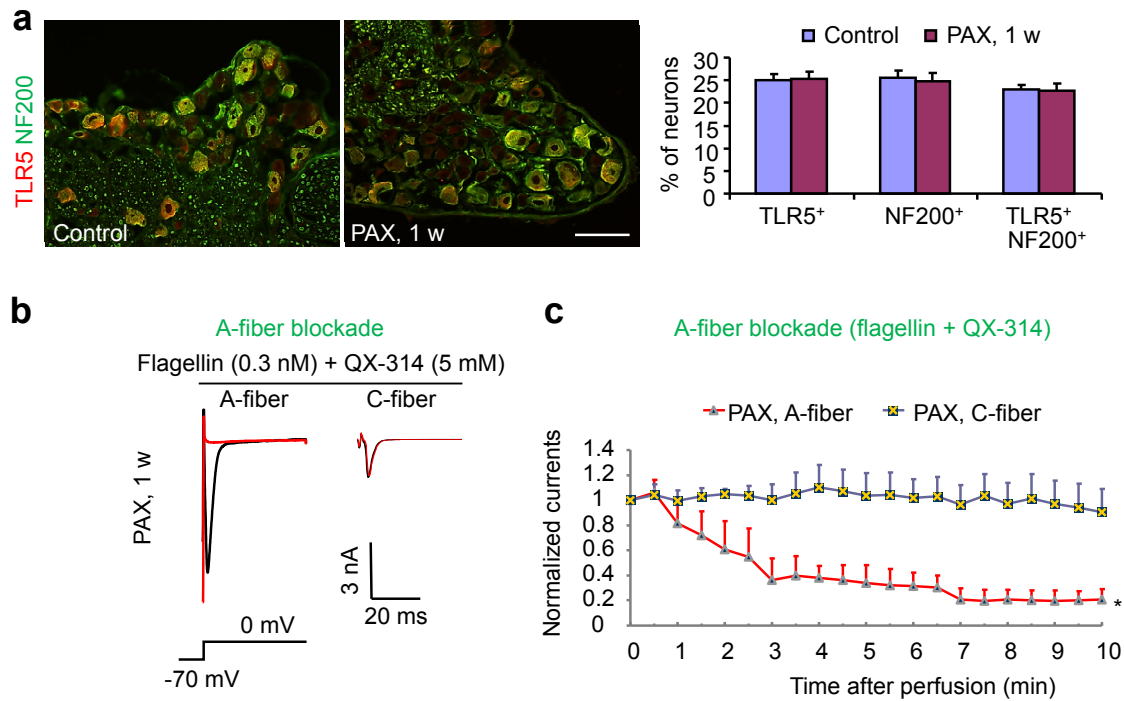 a
TLR5 NF200
Control
PAX, 1 w
Control PAX, 1 w
% of neurons
30
25
20
15
10
5
0
TLR5⁺
NF200⁺
TLR5⁺
NF200⁺
b
A-fiber blockade
Flagellin (0.3 nM) + QX-314 (5 mM)
A-fiber C-fiber
PAX, 1 w
3 nA
20 ms
0 mV
-70 mV
c
A-fiber blockade (flagellin + QX-314)
PAX, A-fiber PAX, C-fiber
Normalized currents
1.4
1.2
1
0.8
0.6
0.4
0.2
0
*
0 1 2 3 4 5 6 7 8 9 10
Time after perfusion (min)